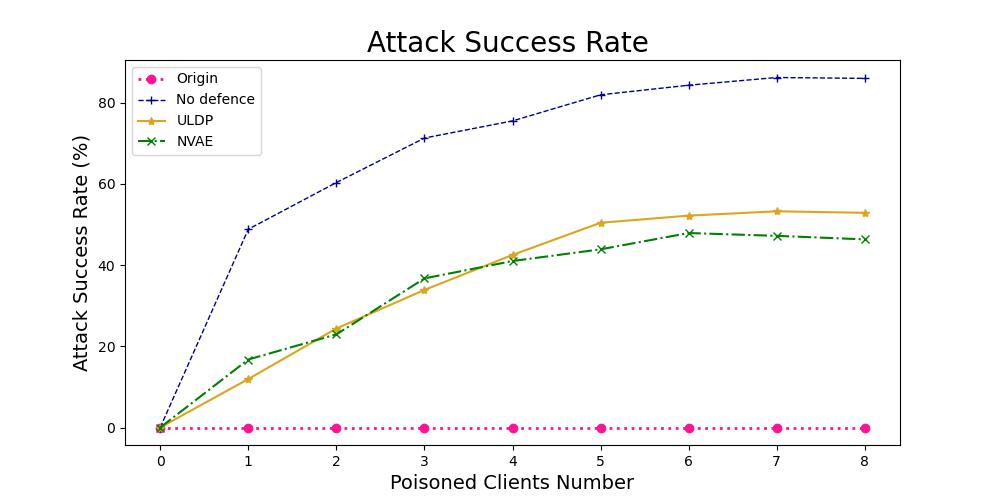 Attack Success Rate
Origin
No defence
ULDP
NVAE
Attack Success Rate (%)
80
60
40
20
0
0 1 2 3 4 5 6 7 8
Poisoned Clients Number